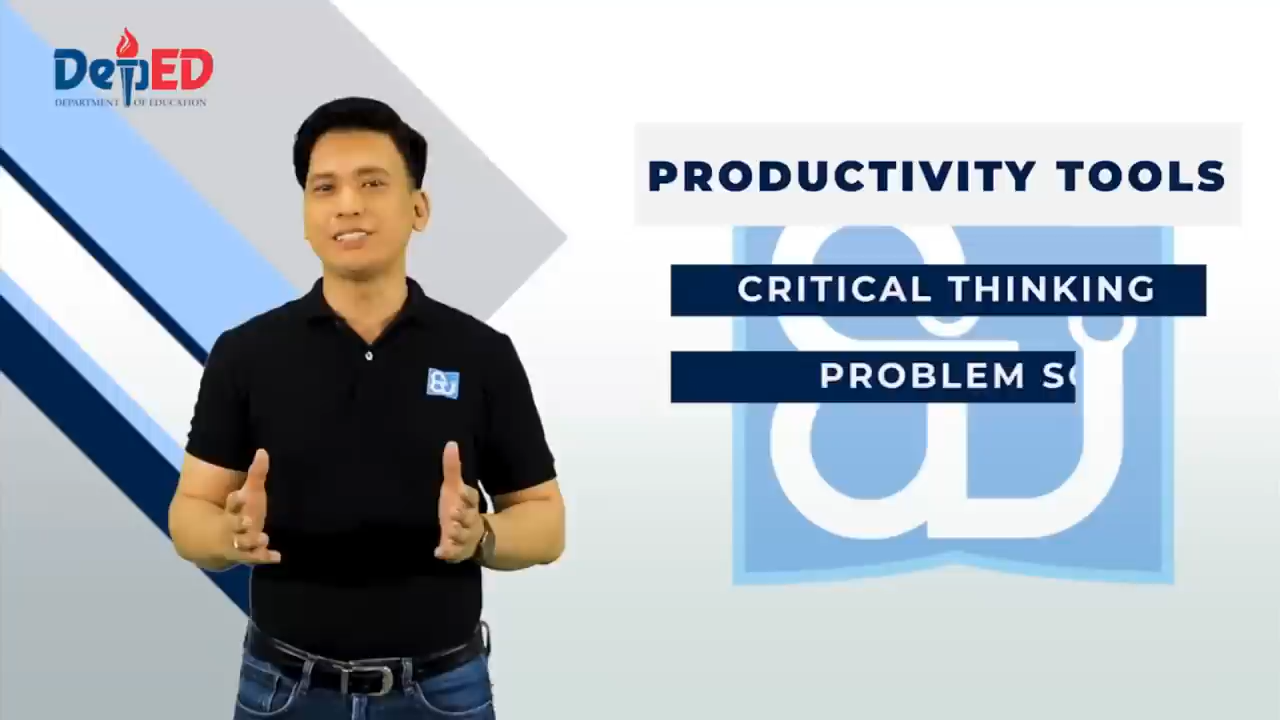 DepED
DEPARTMENT OF EDUCATION
PRODUCTIVITY TOOLS
CRITICAL THINKING
PROBLEM